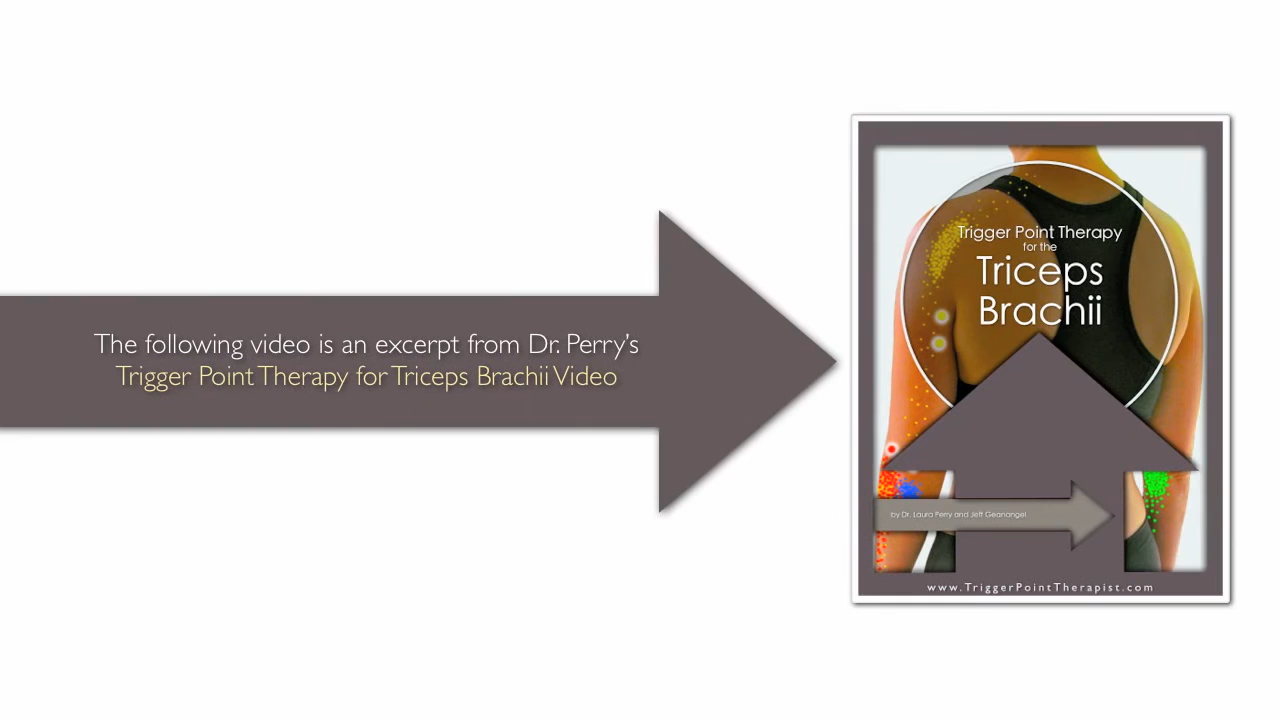 The following video is an excerpt from Dr. Perry's
Trigger Point Therapy for Triceps Brachii Video
Trigger Point Therapy
for the
Triceps
Brachii
by Dr. Laura Perry and Jeff Geanangel
www.TriggerPointTherapist.com